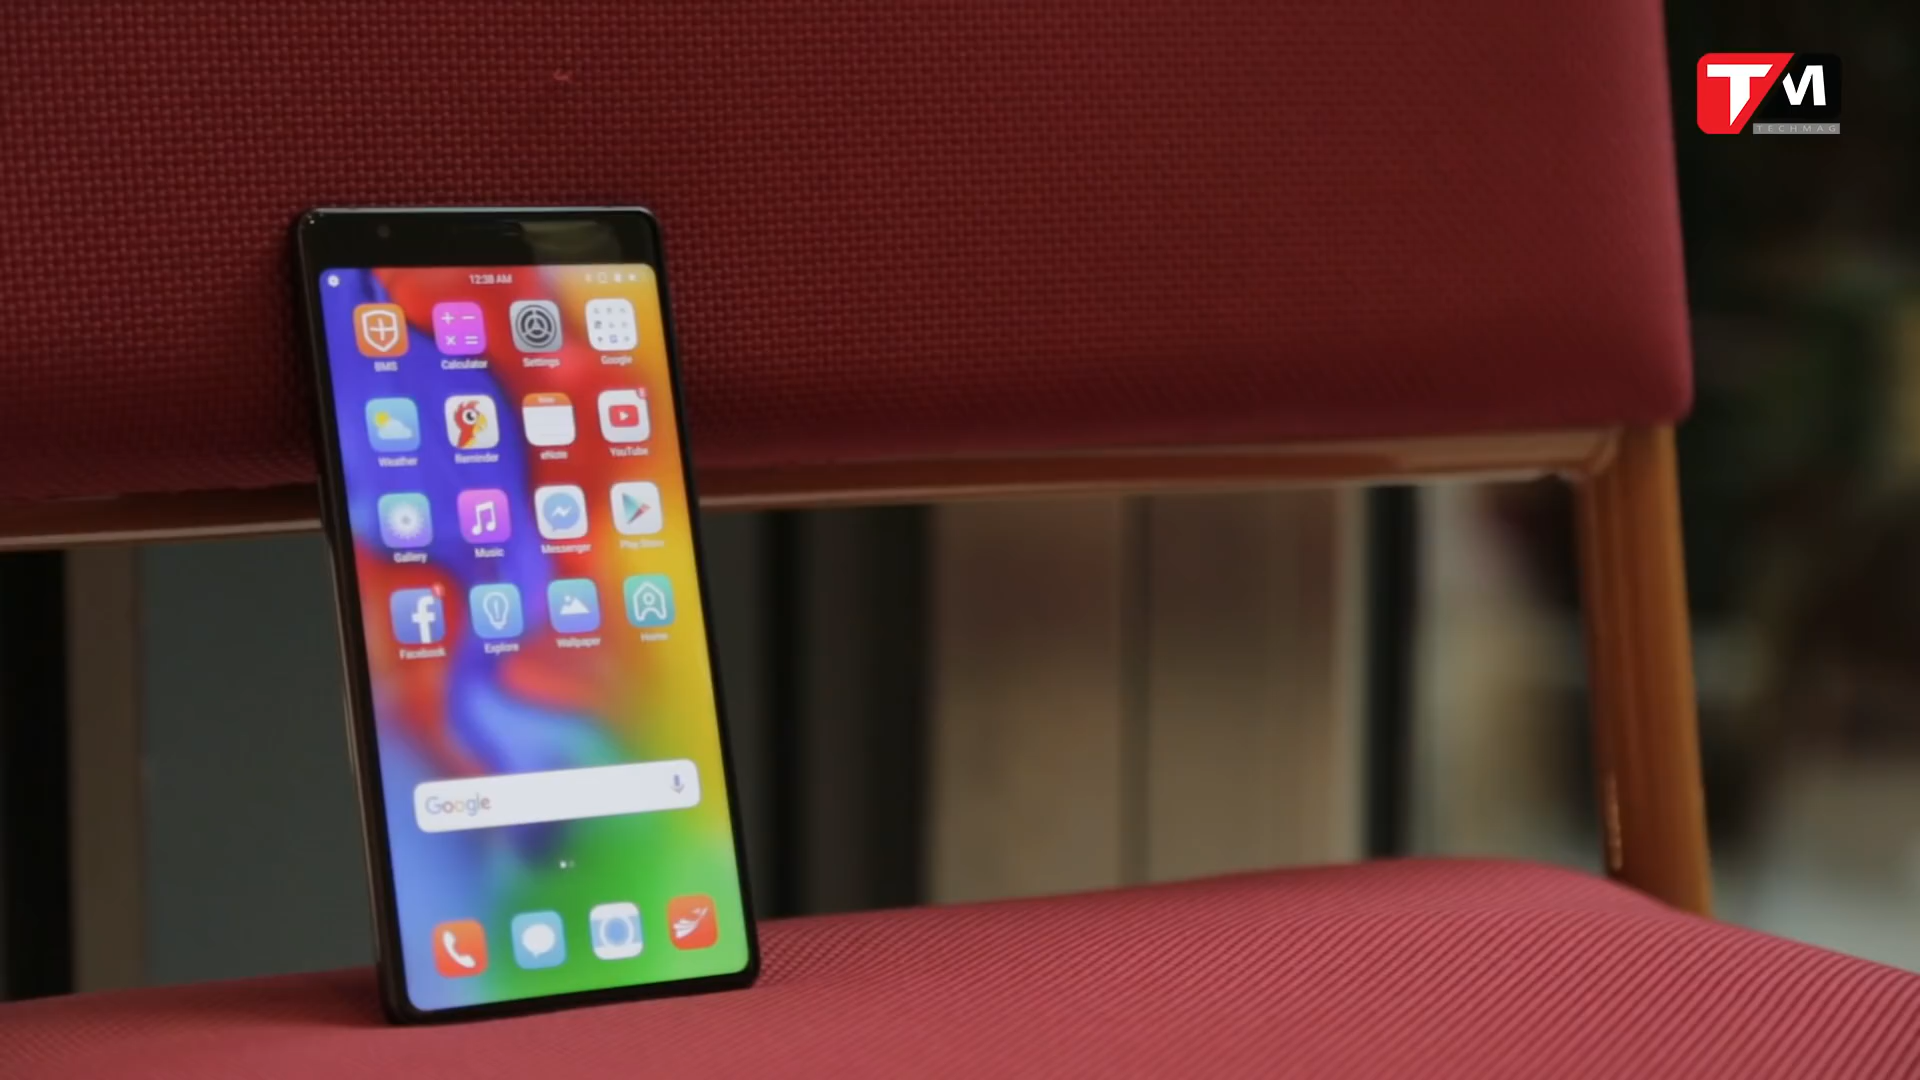 TM
TECHMAG
12:38 AM
BMS
Calculator
Settings
Google
Weather
Reminder
eNote
YouTube
Gallery
Music
Messenger
Play Store
Facebook
Explore
Wallpaper
Home
Google